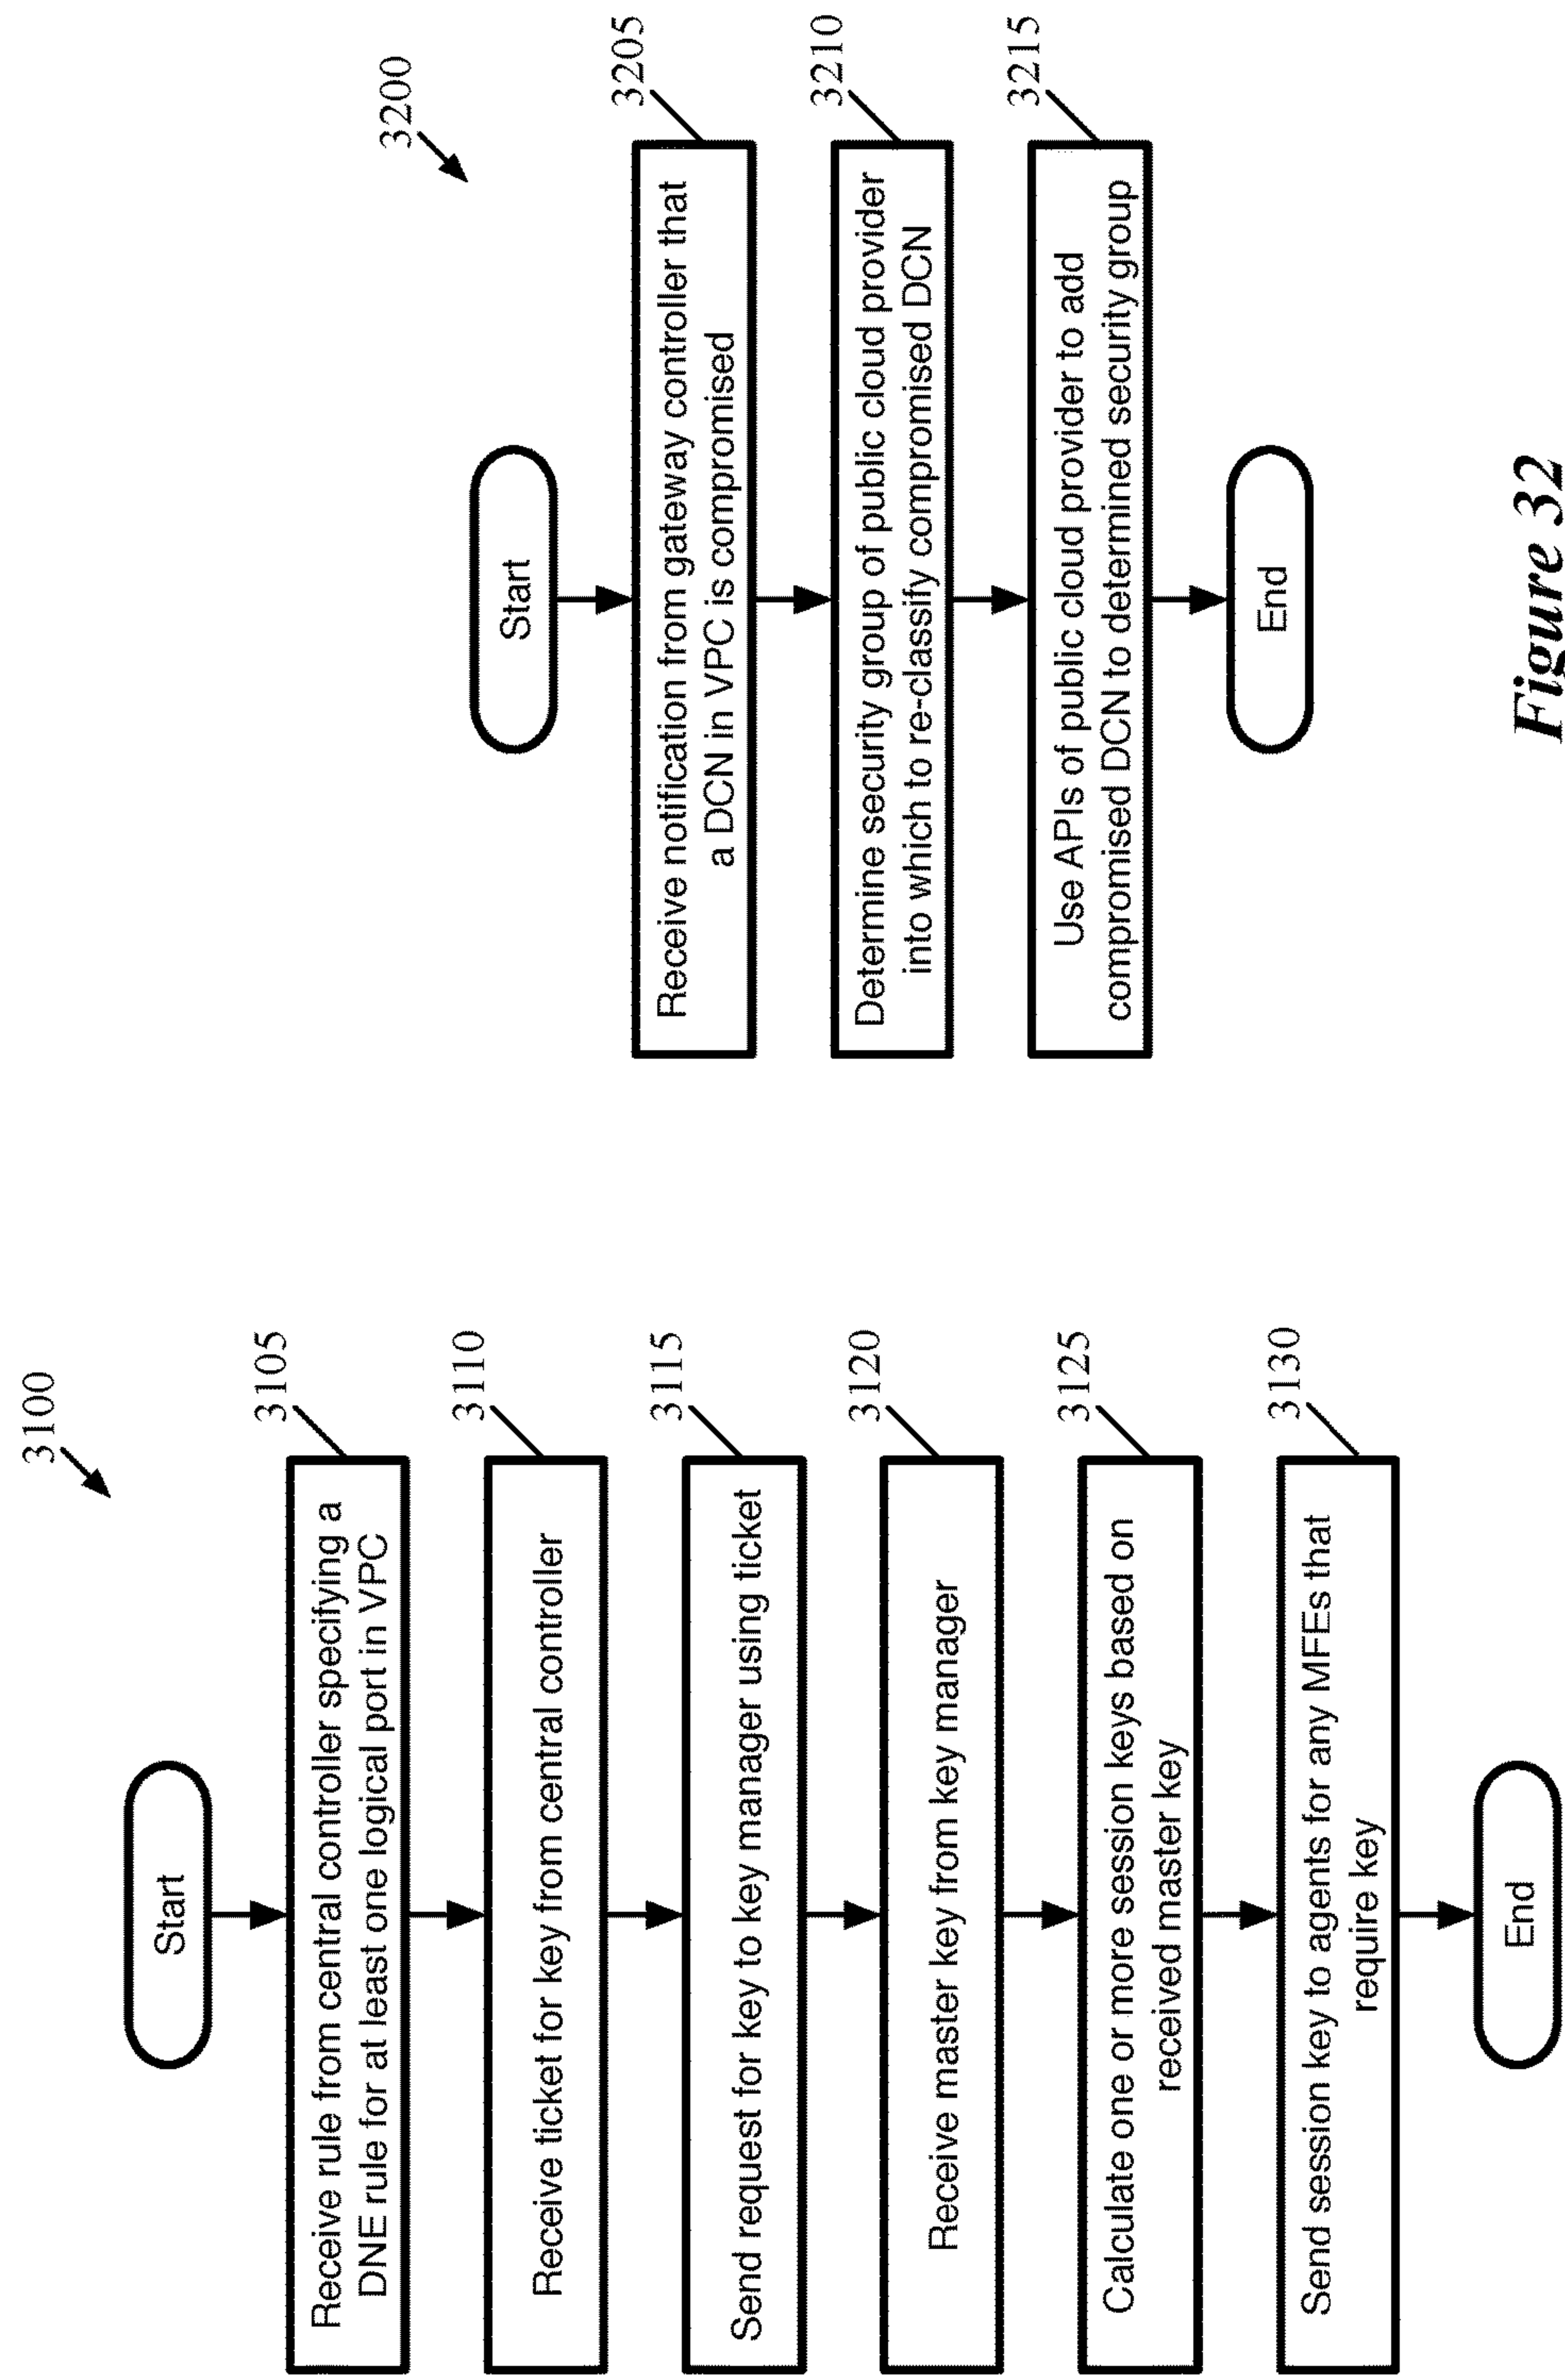 3100
Start
Receive rule from central controller specifying a
DNE rule for at least one logical port in VPC
3105
Receive ticket for key from central controller
3110
Send request for key to key manager using ticket
3115
Receive master key from key manager
3120
Calculate one or more session keys based on
received master key
3125
Send session key to agents for any MFEs that
require key
3130
End
3200
Start
Receive notification from gateway controller that
a DCN in VPC is compromised
3205
Determine security group of public cloud provider
into which to re-classify compromised DCN
3210
Use APIs of public cloud provider to add
compromised DCN to determined security group
3215
End
Figure 32